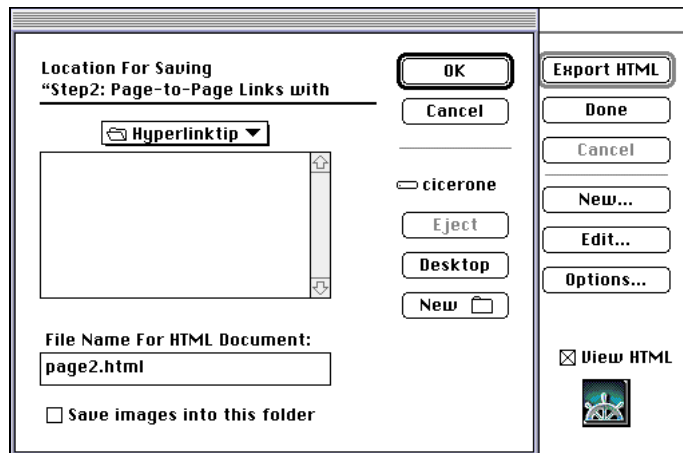 Location For Saving
“Step2: Page-to-Page Links with
Hyperlinktip
File Name For HTML Document:
page2.html
Save images into this folder
OK
Cancel
cicerone
Eject
Desktop
New
Export HTML
Done
Cancel
New...
Edit...
Options...
View HTML